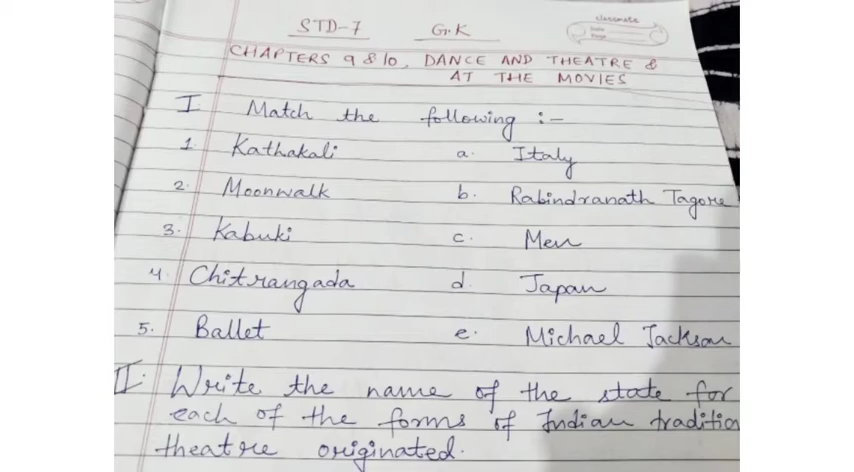 STD-7 G.K
classmate
Date
Page
CHAPTERS 9 & 10, DANCE AND THEATRE &
AT THE MOVIES
I Match the following :-
1. Kathakali a. Italy
2. Moonwalk b. Rabindranath Tagore
3. Kabuki c. Men
4. Chitrangada d. Japan
5. Ballet e. Michael Jackson
II. Write the name of the state for
each of the forms of Indian traditio
theatre originated.